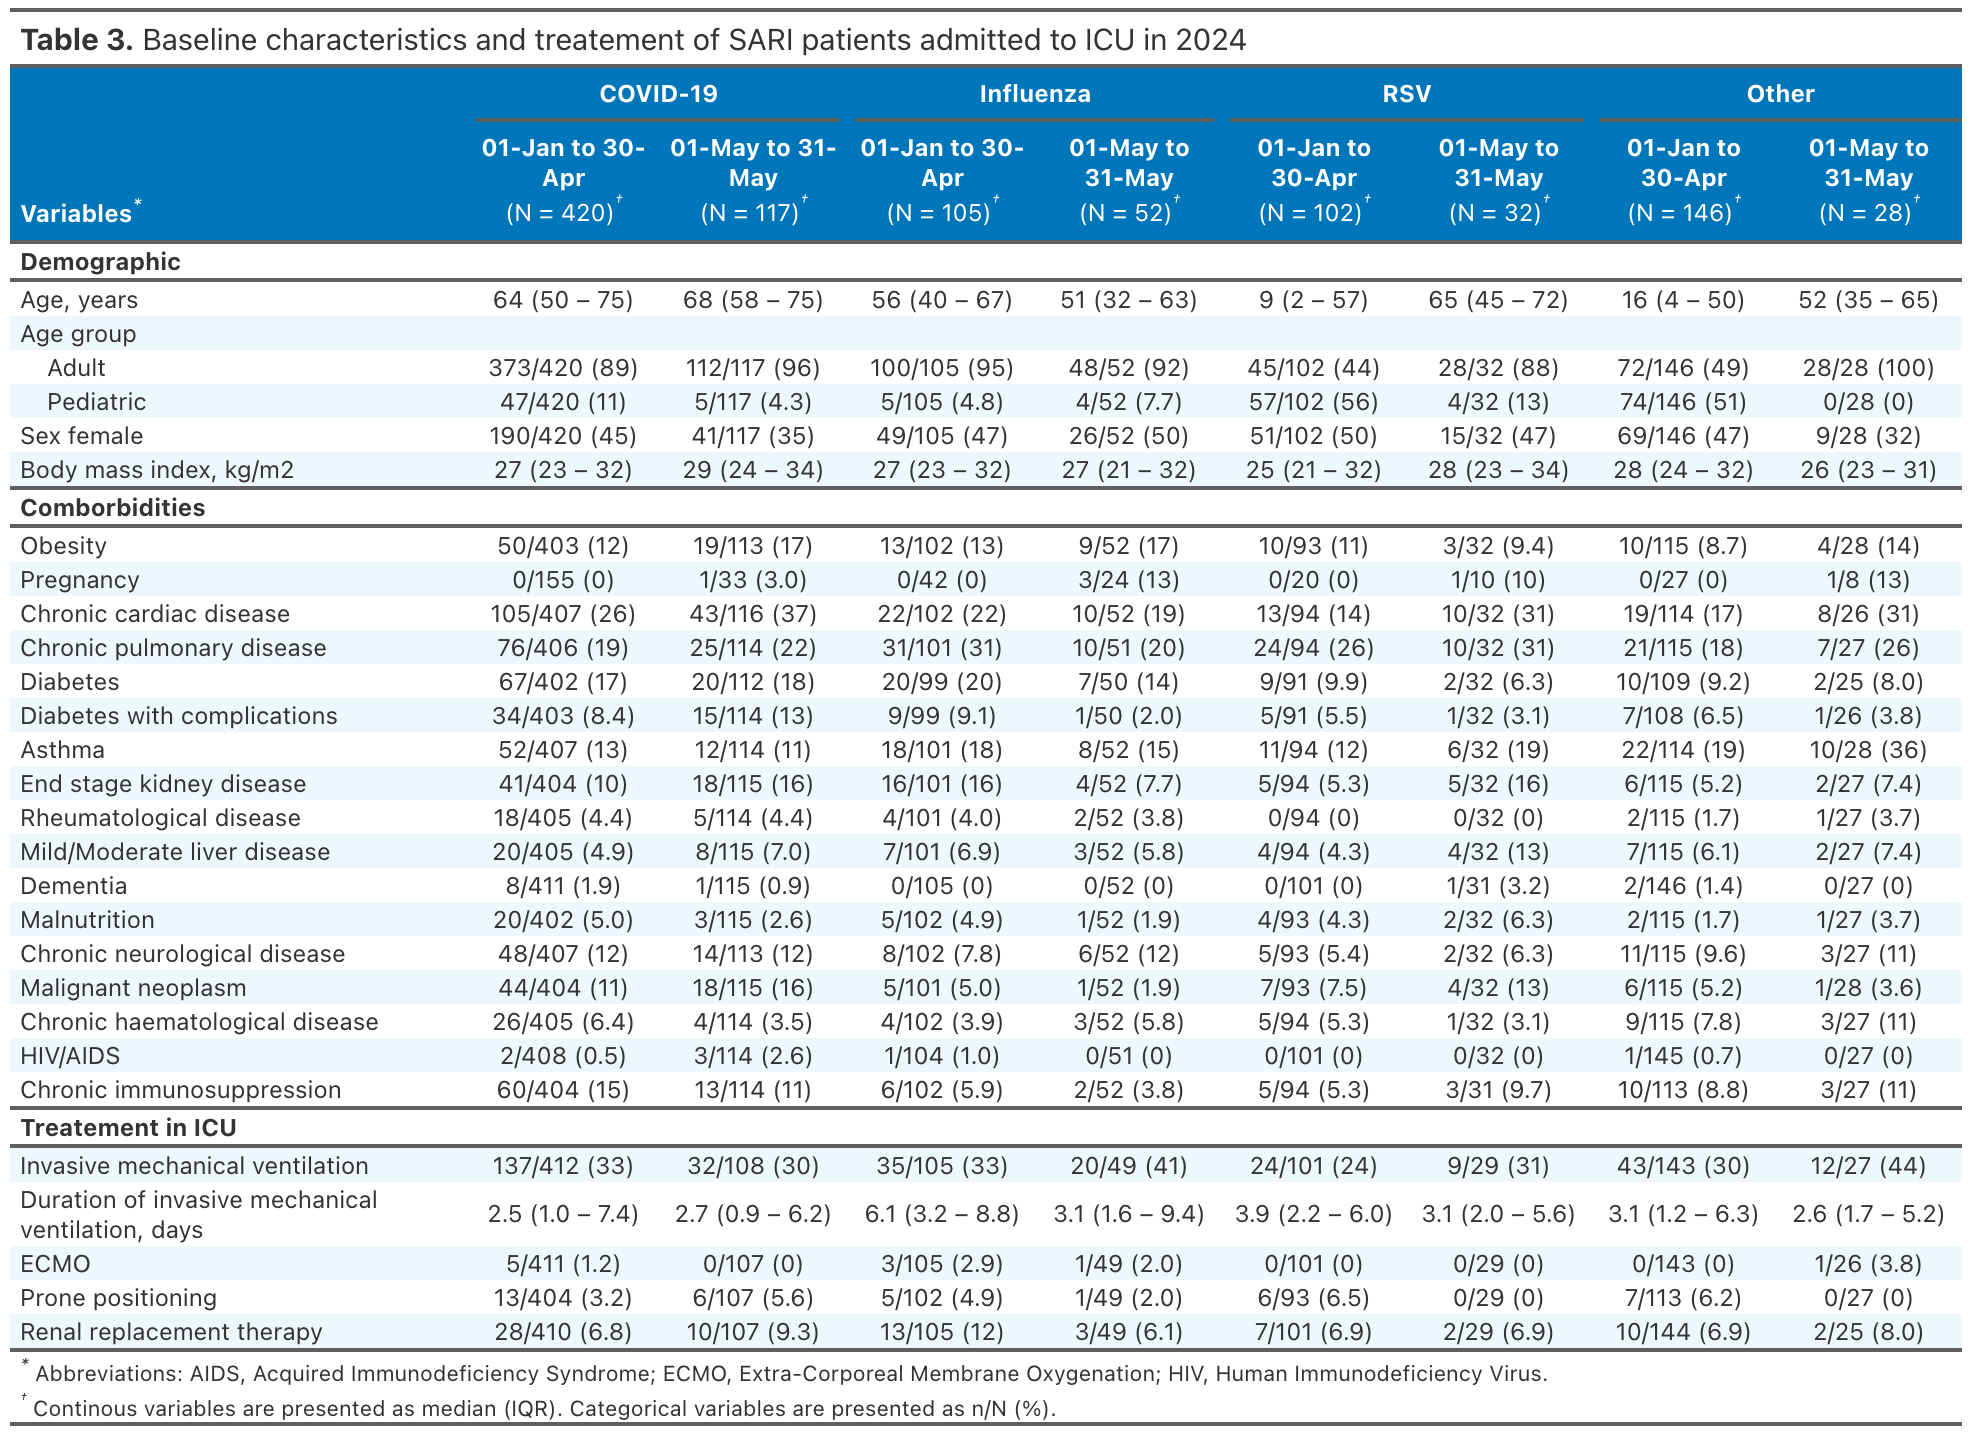 Table 3. Baseline characteristics and treatement of SARI patients admitted to ICU in 2024
COVID-19 Influenza RSV Other
Variables* 01-Jan to 30-Apr (N = 420)† 01-May to 31-May (N = 117)† 01-Jan to 30-Apr (N = 105)† 01-May to 31-May (N = 52)† 01-Jan to 30-Apr (N = 102)† 01-May to 31-May (N = 32)† 01-Jan to 30-Apr (N = 146)† 01-May to 31-May (N = 28)†
Demographic
Age, years 64 (50 – 75) 68 (58 – 75) 56 (40 – 67) 51 (32 – 63) 9 (2 – 57) 65 (45 – 72) 16 (4 – 50) 52 (35 – 65)
Age group
Adult 373/420 (89) 112/117 (96) 100/105 (95) 48/52 (92) 45/102 (44) 28/32 (88) 72/146 (49) 28/28 (100)
Pediatric 47/420 (11) 5/117 (4.3) 5/105 (4.8) 4/52 (7.7) 57/102 (56) 4/32 (13) 74/146 (51) 0/28 (0)
Sex female 190/420 (45) 41/117 (35) 49/105 (47) 26/52 (50) 51/102 (50) 15/32 (47) 69/146 (47) 9/28 (32)
Body mass index, kg/m2 27 (23 – 32) 29 (24 – 34) 27 (23 – 32) 27 (21 – 32) 25 (21 – 32) 28 (23 – 34) 28 (24 – 32) 26 (23 – 31)
Comborbidities
Obesity 50/403 (12) 19/113 (17) 13/102 (13) 9/52 (17) 10/93 (11) 3/32 (9.4) 10/115 (8.7) 4/28 (14)
Pregnancy 0/155 (0) 1/33 (3.0) 0/42 (0) 3/24 (13) 0/20 (0) 1/10 (10) 0/27 (0) 1/8 (13)
Chronic cardiac disease 105/407 (26) 43/116 (37) 22/102 (22) 10/52 (19) 13/94 (14) 10/32 (31) 19/114 (17) 8/26 (31)
Chronic pulmonary disease 76/406 (19) 25/114 (22) 31/101 (31) 10/51 (20) 24/94 (26) 10/32 (31) 21/115 (18) 7/27 (26)
Diabetes 67/402 (17) 20/112 (18) 20/99 (20) 7/50 (14) 9/91 (9.9) 2/32 (6.3) 10/109 (9.2) 2/25 (8.0)
Diabetes with complications 34/403 (8.4) 15/114 (13) 9/99 (9.1) 1/50 (2.0) 5/91 (5.5) 1/32 (3.1) 7/108 (6.5) 1/26 (3.8)
Asthma 52/407 (13) 12/114 (11) 18/101 (18) 8/52 (15) 11/94 (12) 6/32 (19) 22/114 (19) 10/28 (36)
End stage kidney disease 41/404 (10) 18/115 (16) 16/101 (16) 4/52 (7.7) 5/94 (5.3) 5/32 (16) 6/115 (5.2) 2/27 (7.4)
Rheumatological disease 18/405 (4.4) 5/114 (4.4) 4/101 (4.0) 2/52 (3.8) 0/94 (0) 0/32 (0) 2/115 (1.7) 1/27 (3.7)
Mild/Moderate liver disease 20/405 (4.9) 8/115 (7.0) 7/101 (6.9) 3/52 (5.8) 4/94 (4.3) 4/32 (13) 7/115 (6.1) 2/27 (7.4)
Dementia 8/411 (1.9) 1/115 (0.9) 0/105 (0) 0/52 (0) 0/101 (0) 1/31 (3.2) 2/146 (1.4) 0/27 (0)
Malnutrition 20/402 (5.0) 3/115 (2.6) 5/102 (4.9) 1/52 (1.9) 4/93 (4.3) 2/32 (6.3) 2/115 (1.7) 1/27 (3.7)
Chronic neurological disease 48/407 (12) 14/113 (12) 8/102 (7.8) 6/52 (12) 5/93 (5.4) 2/32 (6.3) 11/115 (9.6) 3/27 (11)
Malignant neoplasm 44/404 (11) 18/115 (16) 5/101 (5.0) 1/52 (1.9) 7/93 (7.5) 4/32 (13) 6/115 (5.2) 1/28 (3.6)
Chronic haematological disease 26/405 (6.4) 4/114 (3.5) 4/102 (3.9) 3/52 (5.8) 5/94 (5.3) 1/32 (3.1) 9/115 (7.8) 3/27 (11)
HIV/AIDS 2/408 (0.5) 3/114 (2.6) 1/104 (1.0) 0/51 (0) 0/101 (0) 0/32 (0) 1/145 (0.7) 0/27 (0)
Chronic immunosuppression 60/404 (15) 13/114 (11) 6/102 (5.9) 2/52 (3.8) 5/94 (5.3) 3/31 (9.7) 10/113 (8.8) 3/27 (11)
Treatement in ICU
Invasive mechanical ventilation 137/412 (33) 32/108 (30) 35/105 (33) 20/49 (41) 24/101 (24) 9/29 (31) 43/143 (30) 12/27 (44)
Duration of invasive mechanical ventilation, days 2.5 (1.0 – 7.4) 2.7 (0.9 – 6.2) 6.1 (3.2 – 8.8) 3.1 (1.6 – 9.4) 3.9 (2.2 – 6.0) 3.1 (2.0 – 5.6) 3.1 (1.2 – 6.3) 2.6 (1.7 – 5.2)
ECMO 5/411 (1.2) 0/107 (0) 3/105 (2.9) 1/49 (2.0) 0/101 (0) 0/29 (0) 0/143 (0) 1/26 (3.8)
Prone positioning 13/404 (3.2) 6/107 (5.6) 5/102 (4.9) 1/49 (2.0) 6/93 (6.5) 0/29 (0) 7/113 (6.2) 0/27 (0)
Renal replacement therapy 28/410 (6.8) 10/107 (9.3) 13/105 (12) 3/49 (6.1) 7/101 (6.9) 2/29 (6.9) 10/144 (6.9) 2/25 (8.0)
* Abbreviations: AIDS, Acquired Immunodeficiency Syndrome; ECMO, Extra-Corporeal Membrane Oxygenation; HIV, Human Immunodeficiency Virus.
† Continous variables are presented as median (IQR). Categorical variables are presented as n/N (%).